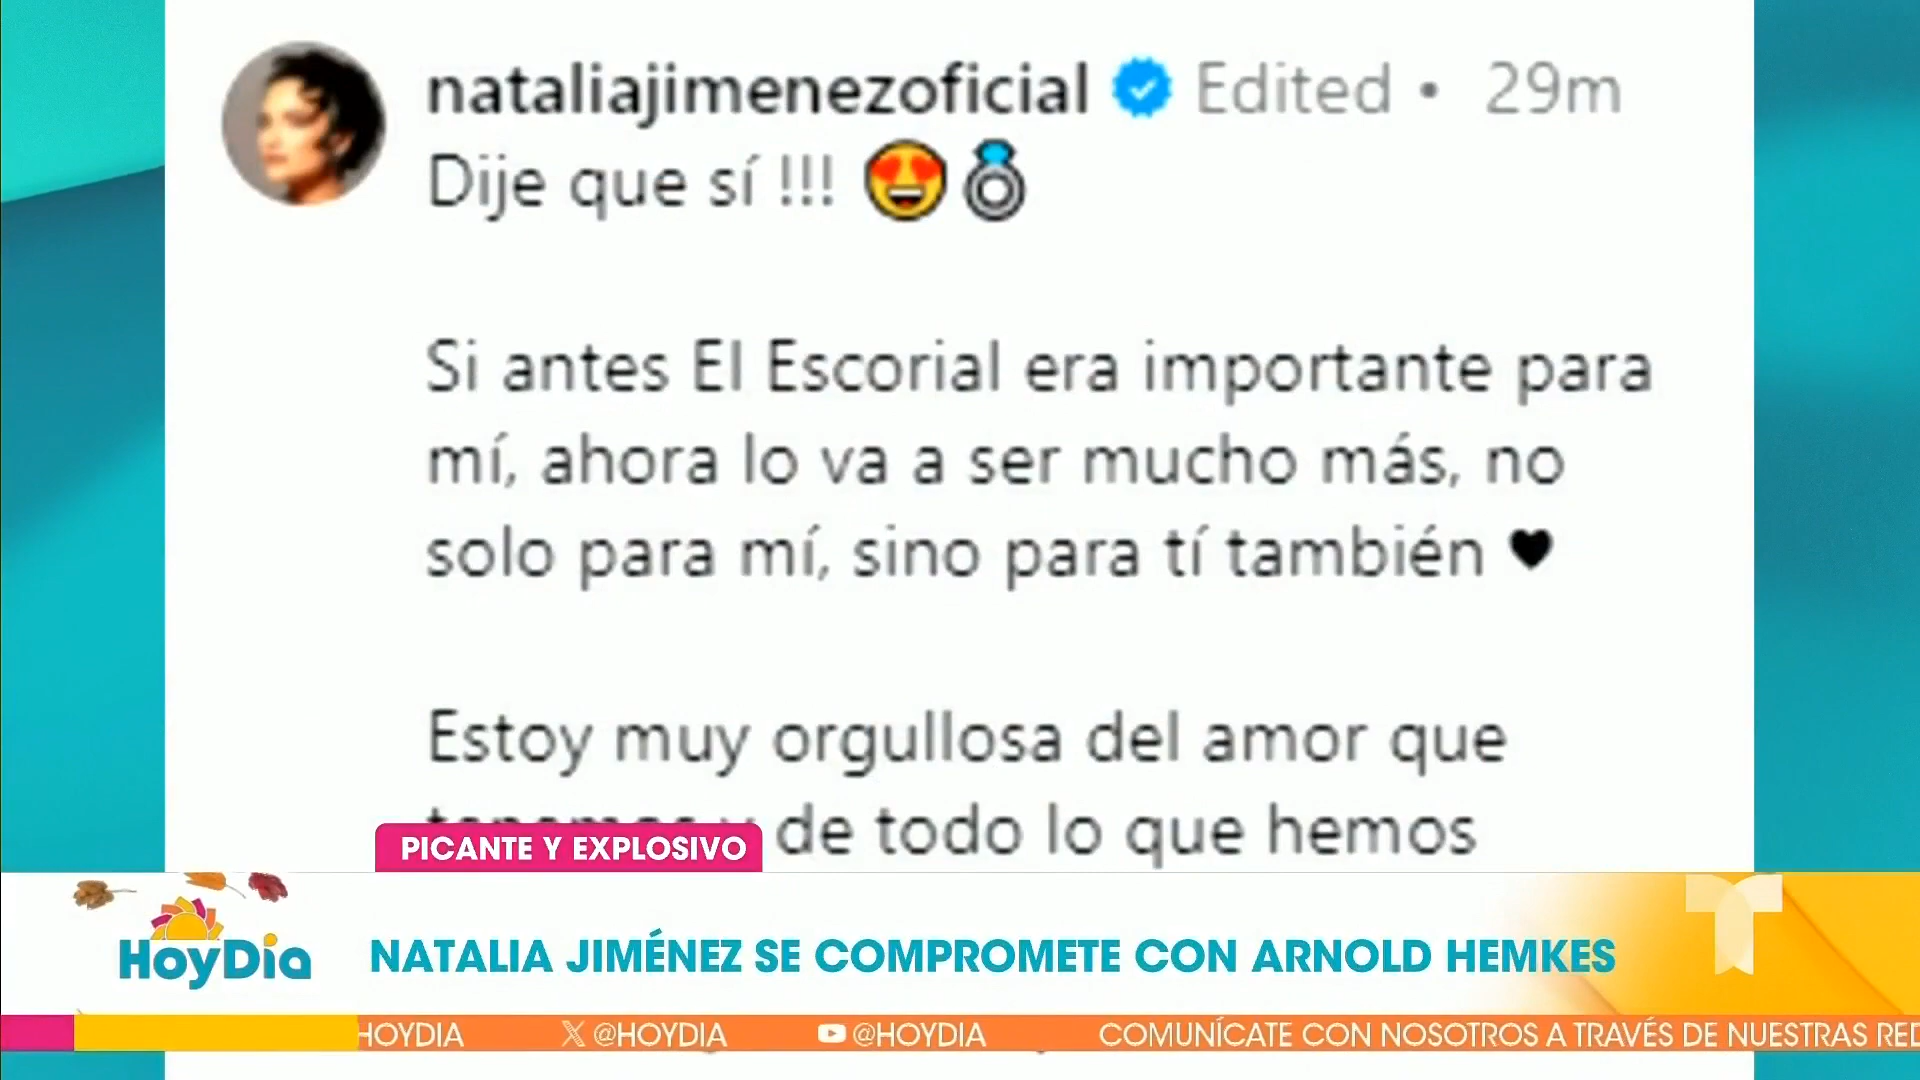 nataliajimenezoficial Edited • 29m
Dije que sí !!! 😍💍
Si antes El Escorial era importante para
mí, ahora lo va a ser mucho más, no
solo para mí, sino para tí también ♥
Estoy muy orgullosa del amor que
de todo lo que hemos
PICANTE Y EXPLOSIVO
HoyDía
NATALIA JIMÉNEZ SE COMPROMETE CON ARNOLD HEMKES
HOYDIA X @HOYDIA @HOYDIA COMUNÍCATE CON NOSOTROS A TRAVÉS DE NUESTRAS RED